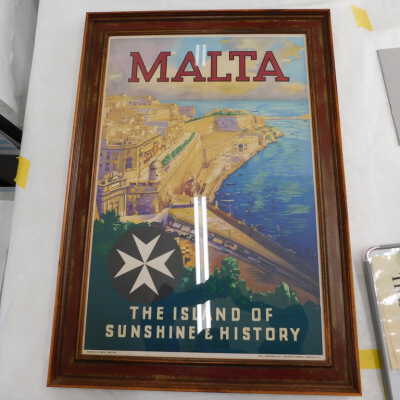 MALTA
THE ISLAND OF
SUNSHINE & HISTORY